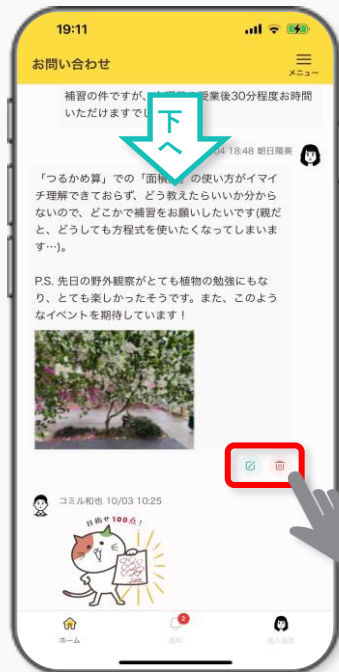 19:11
お問い合わせ
メニュー
補習の件ですが、
授業後30分程度お時間
いただけますでし
下へ
04 18:48 朝日陽奏
「つるかめ算」での「面積
の使い方がイマイ
チ理解できておらず、どう教えたらいいか分から
ないので、どこかで補習をお願いしたいです(親だ
と、どうしても方程式を使いたくなってしまいま
す…)。
P.S. 先日の野外観察がとても植物の勉強にもな
り、とても楽しかったそうです。また、このよう
なイベントを期待しています！
コミル和也 10/03 10:25
目指せ100点!
ホーム
2
通知
個人設定